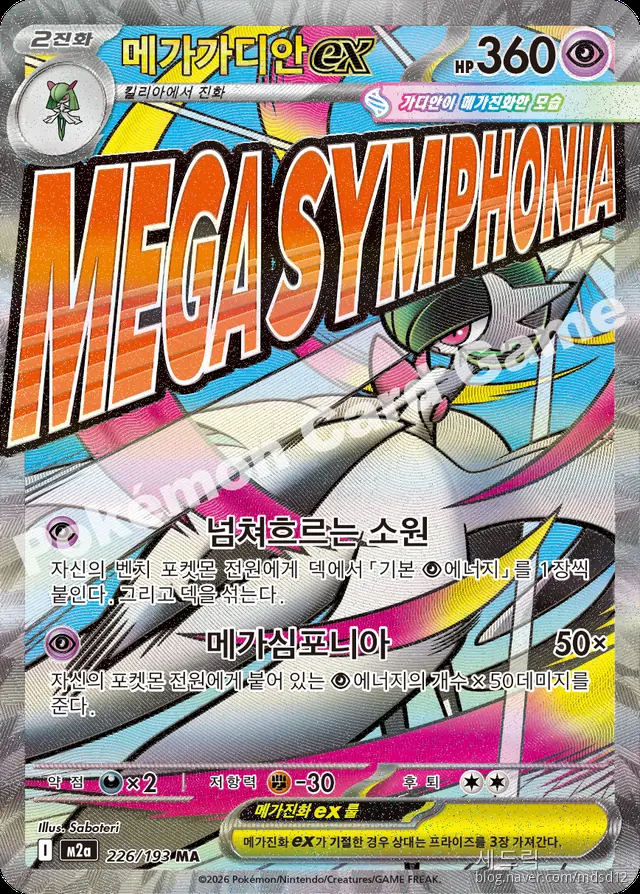 2진화
메가가디안ex
HP 360
킬리아에서 진화
가디안이 메가진화한 모습
MEGA SYMPHONIA
Pokémon Card Game
넘쳐흐르는 소원
자신의 벤치 포켓몬 전원에게 덱에서 「기본 에너지」를 1장씩
붙인다. 그리고 덱을 섞는다.
메가심포니아 50×
자신의 포켓몬 전원에게 붙어 있는 에너지의 개수 × 50데미지를
준다.
약점 ×2 저항력 -30 후퇴
메가진화 ex 룰
메가진화 ex가 기절한 경우 상대는 프라이즈를 3장 가져간다.
Illus. Saboteri
I m2a 226/193 MA
세드릭
blog.naver.com/mdsd12
©2026 Pokémon/Nintendo/Creatures/GAME FREAK.